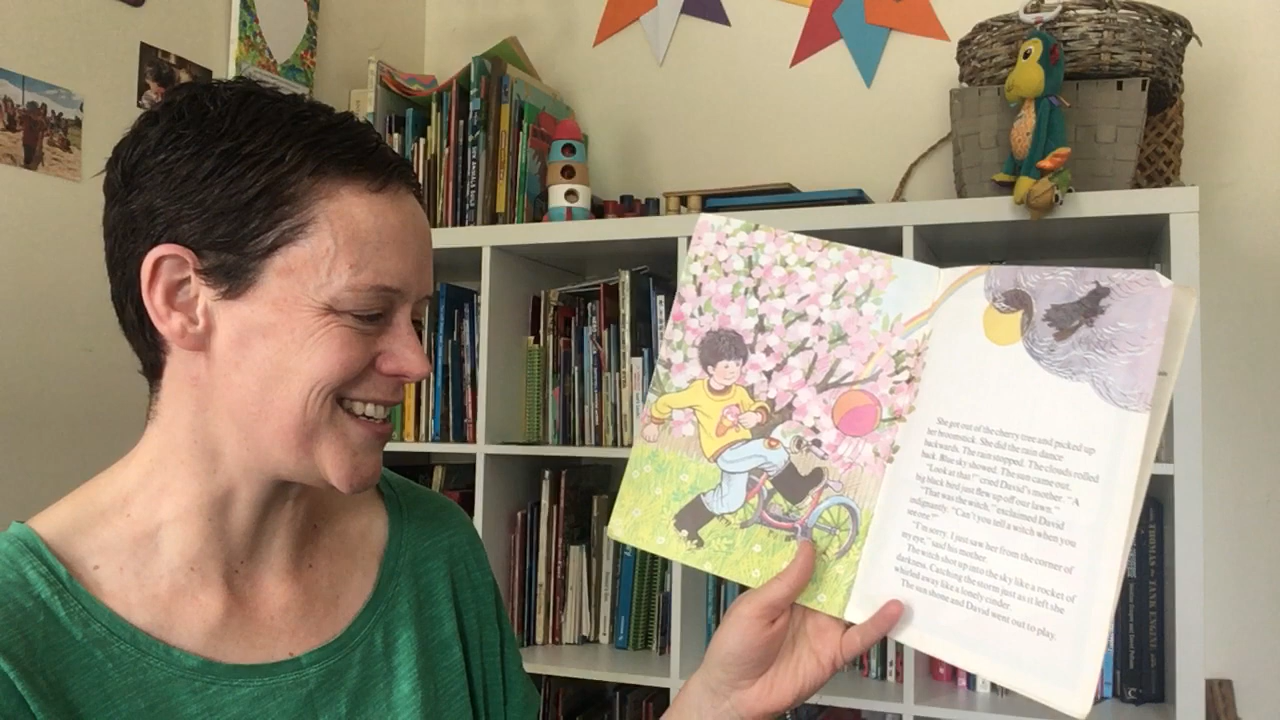 She got out of the cherry tree and picked up
her broomstick. She did the rain dance
backwards. The rain stopped. The clouds rolled
back. Blue sky showed. The sun came out.
"Look at that!" cried David's mother. "A
big black bird just flew up off our lawn."
"That was the witch," exclaimed David
indignantly. "Can't you tell a witch when you
see one?"
"I'm sorry. I just saw her from the corner of
my eye," said his mother.
The witch shot up into the sky like a rocket of
darkness. Catching the storm just as it left she
whirled away like a lonely cinder.
The sun shone and David went out to play.
THOMAS THE TANK ENGINE